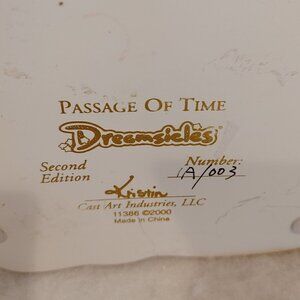 PASSAGE OF TIME
Dreamsicles
Second Edition
Number: A/003
Kristin
Cast Art Industries, LLC
11386 ©2000
Made in China